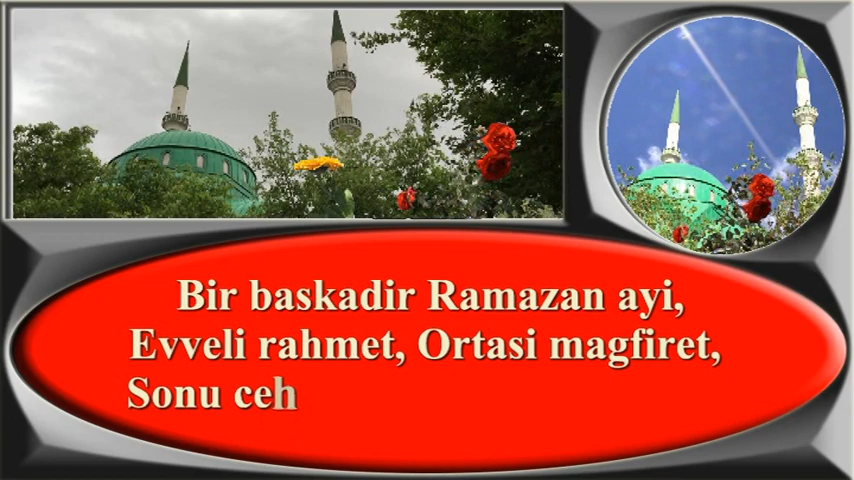 Bir baskadir Ramazan ayi,
Evveli rahmet, Ortasi magfiret,
Sonu ceh